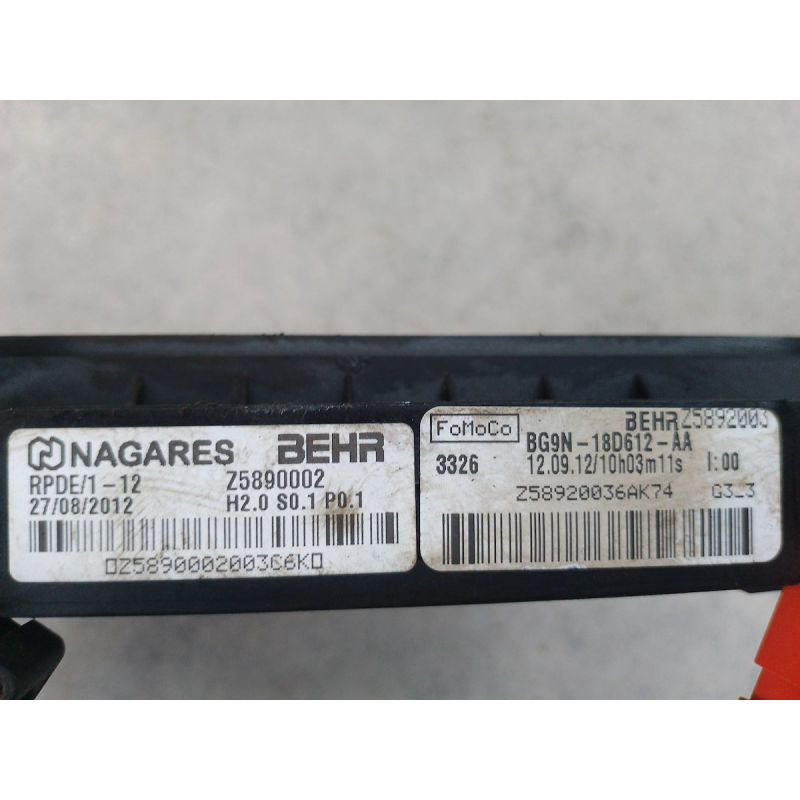 NAGARES BEHR
RPDE/1-12 Z5890002
27/08/2012 H2.0 S0.1 P0.1
Z5890002003C6K
FoMoCo BEHR Z5892003
BG9N-18D612-AA
3326 12.09.12/10h03m11s I:00
Z58920036AK74 G3_3